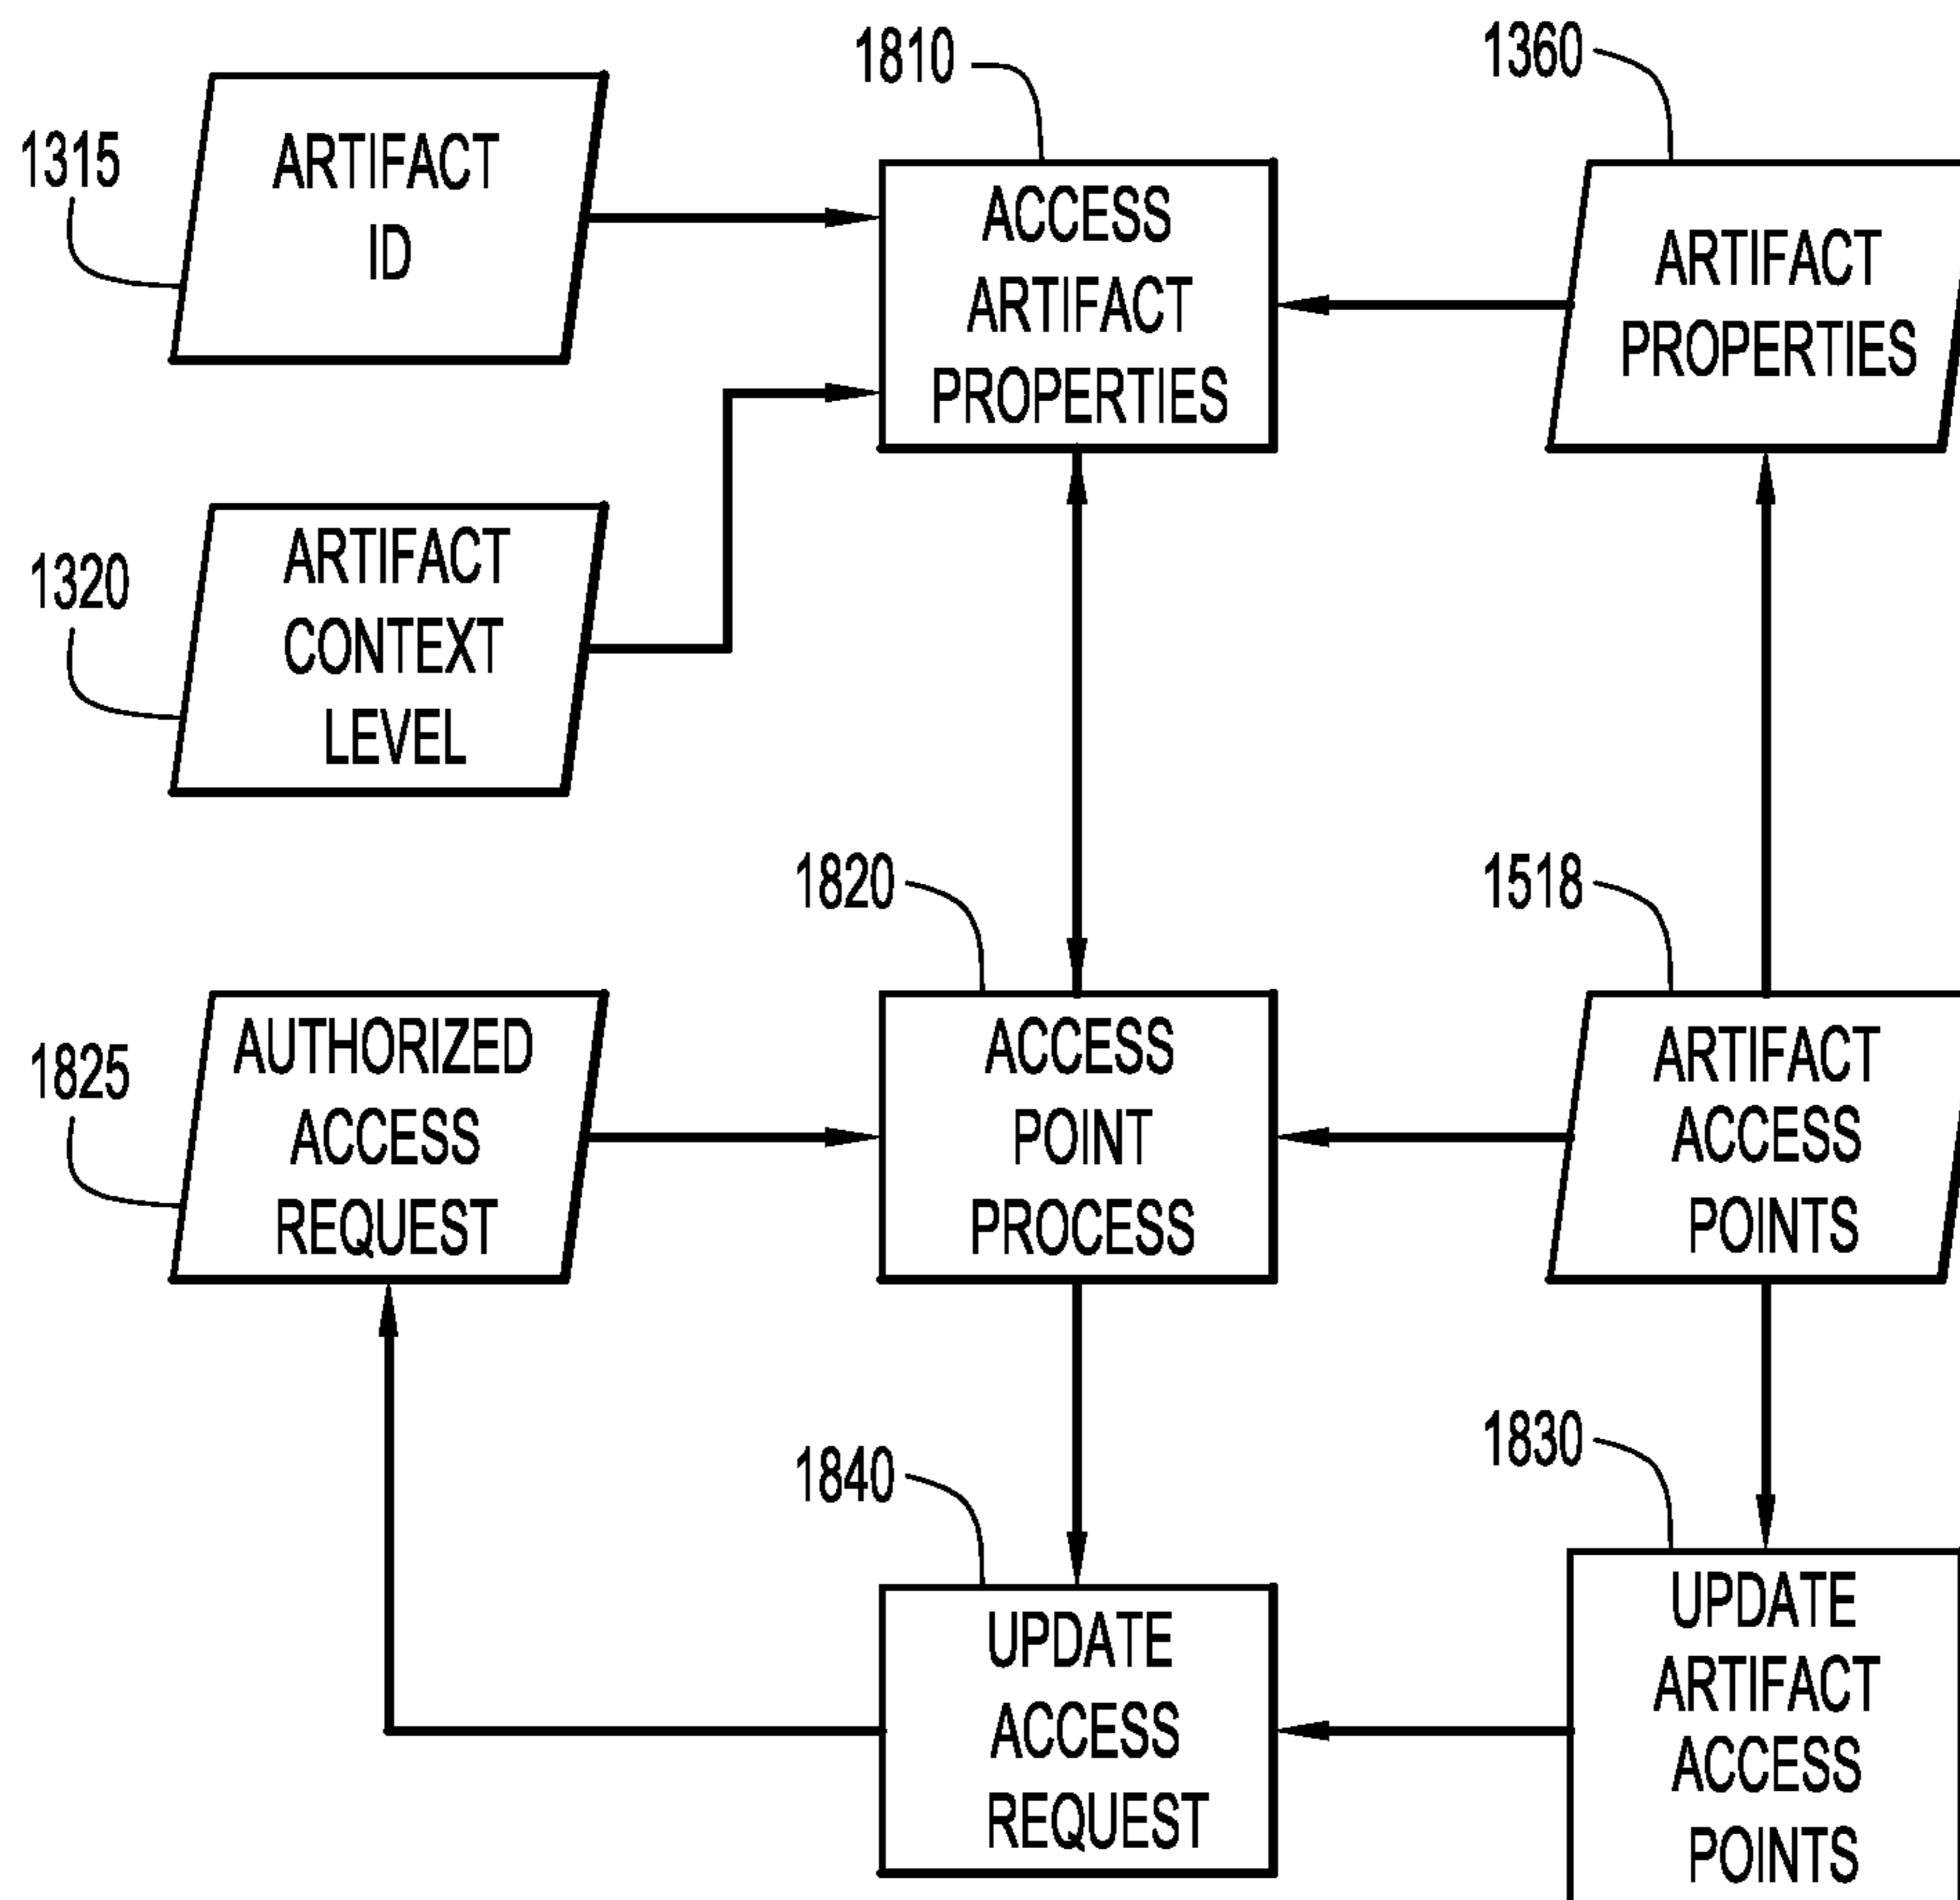 1810
1360
1315
ARTIFACT
ID
ACCESS
ARTIFACT
PROPERTIES
ARTIFACT
PROPERTIES
1320
ARTIFACT
CONTEXT
LEVEL
1820
1518
1825
AUTHORIZED
ACCESS
REQUEST
ACCESS
POINT
PROCESS
ARTIFACT
ACCESS
POINTS
1840
1830
UPDATE
ACCESS
REQUEST
UPDATE
ARTIFACT
ACCESS
POINTS